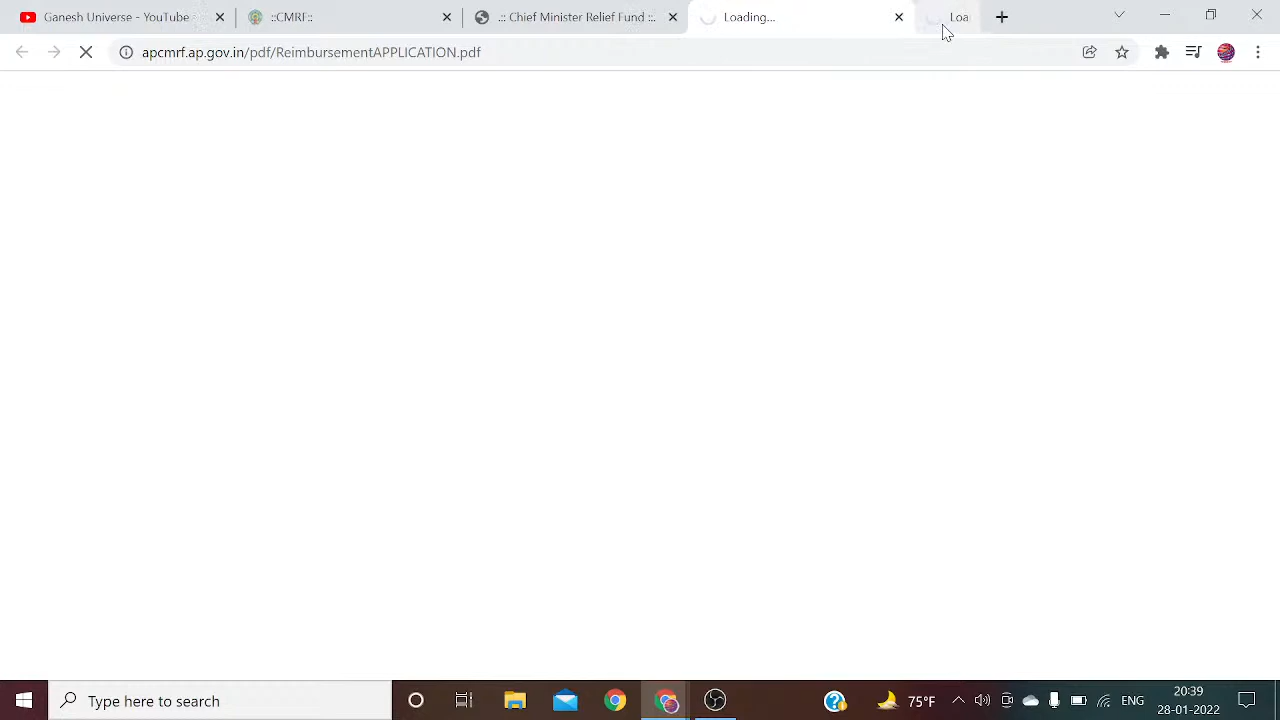 Ganesh Universe - YouTube
::CMRF::
.:: Chief Minister Relief Fund ::.
Loading...
Loa
apcmrf.ap.gov.in/pdf/ReimbursementAPPLICATION.pdf
Type here to search
75°F
ENG
20:39
28-01-2022